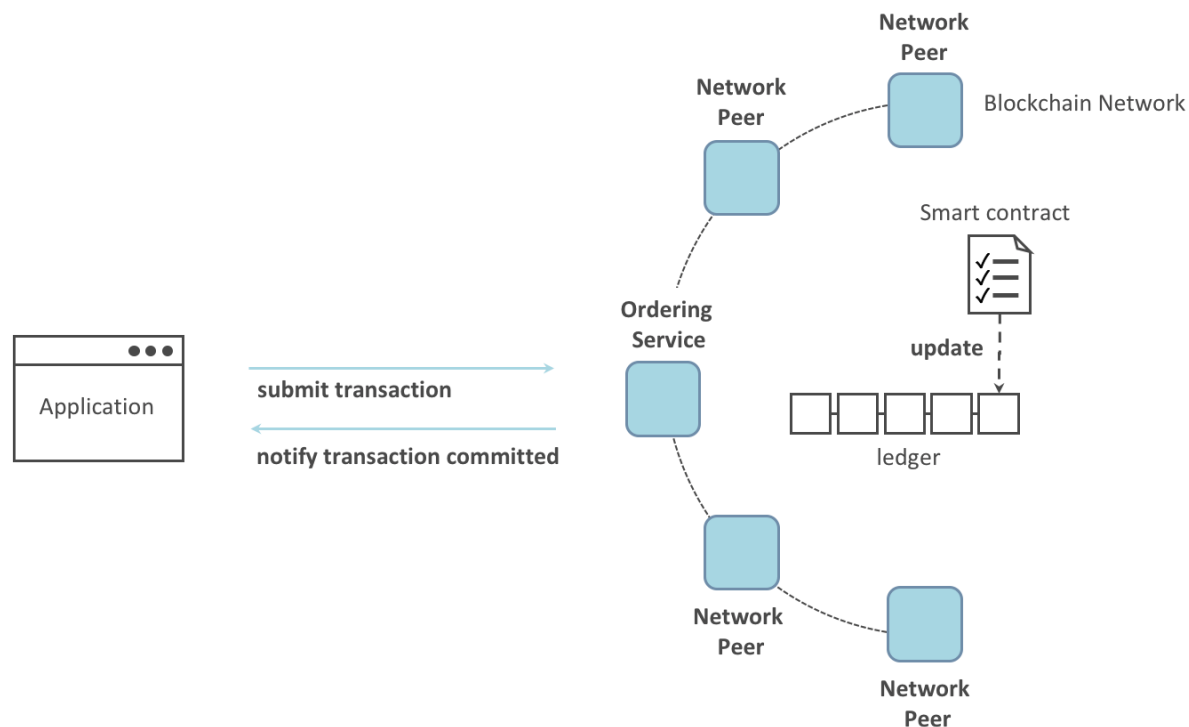 Network
Peer
Network
Peer
Blockchain Network
Smart contract
Ordering
Service
update
Application
submit transaction
notify transaction committed
ledger
Network
Peer
Network
Peer